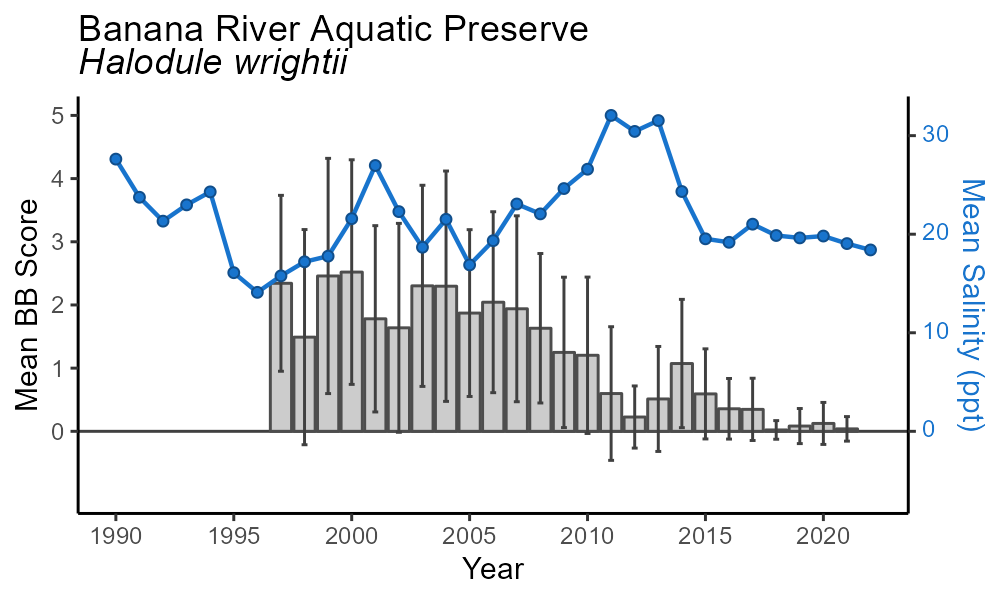 Banana River Aquatic Preserve
Halodule wrightii
Mean BB Score
5
4
3
2
1
0
30
20
10
0
Mean Salinity (ppt)
1990 1995 2000 2005 2010 2015 2020
Year